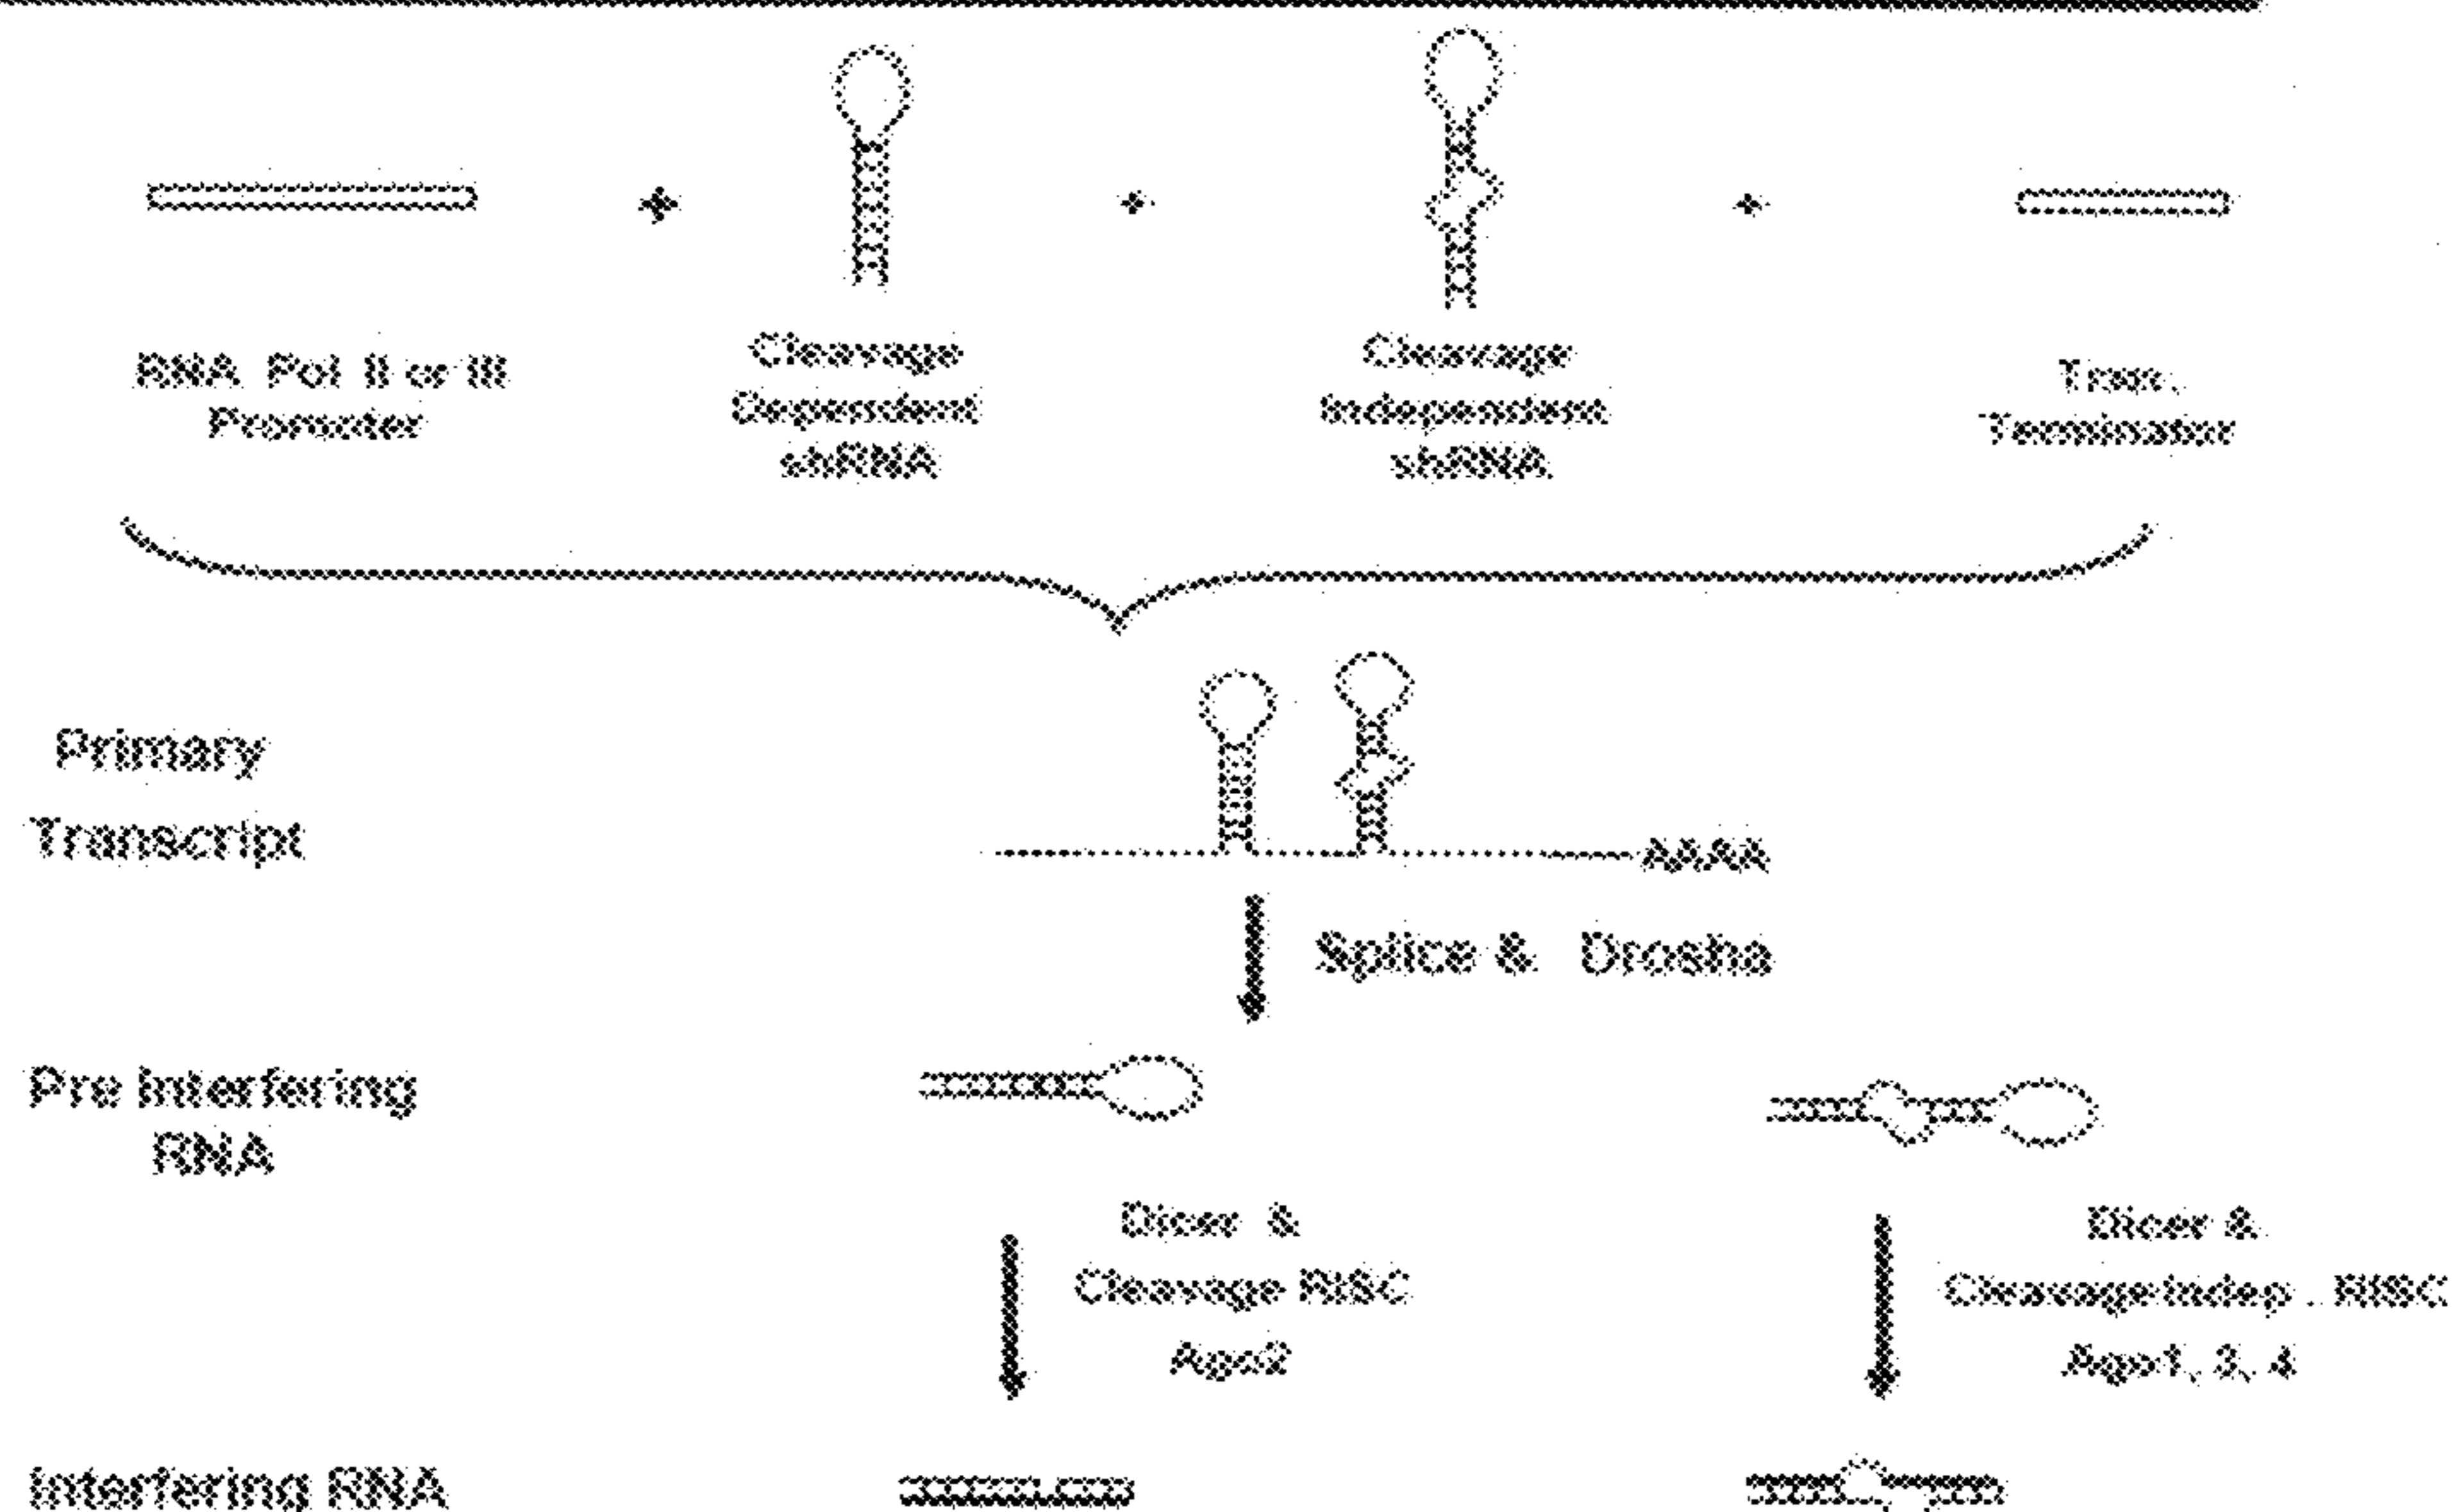 RNA Pol II or III
Promoter
Cleavage
Dependent
shRNA
Cleavage
Independent
shRNA
Tran.
Terminator
Primary
Transcript
AAAA
Splice & Drosha
Pre Interfering
RNA
Dicer &
Cleavage RISC
Ago2
Dicer &
Cleavage Indep. RISC
Ago1, 3, 4
Interfering RNA